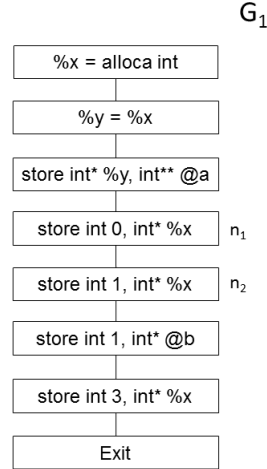 G1
%x = alloca int
%y = %x
store int* %y, int** @a
store int 0, int* %x n1
store int 1, int* %x n2
store int 1, int* @b
store int 3, int* %x
Exit